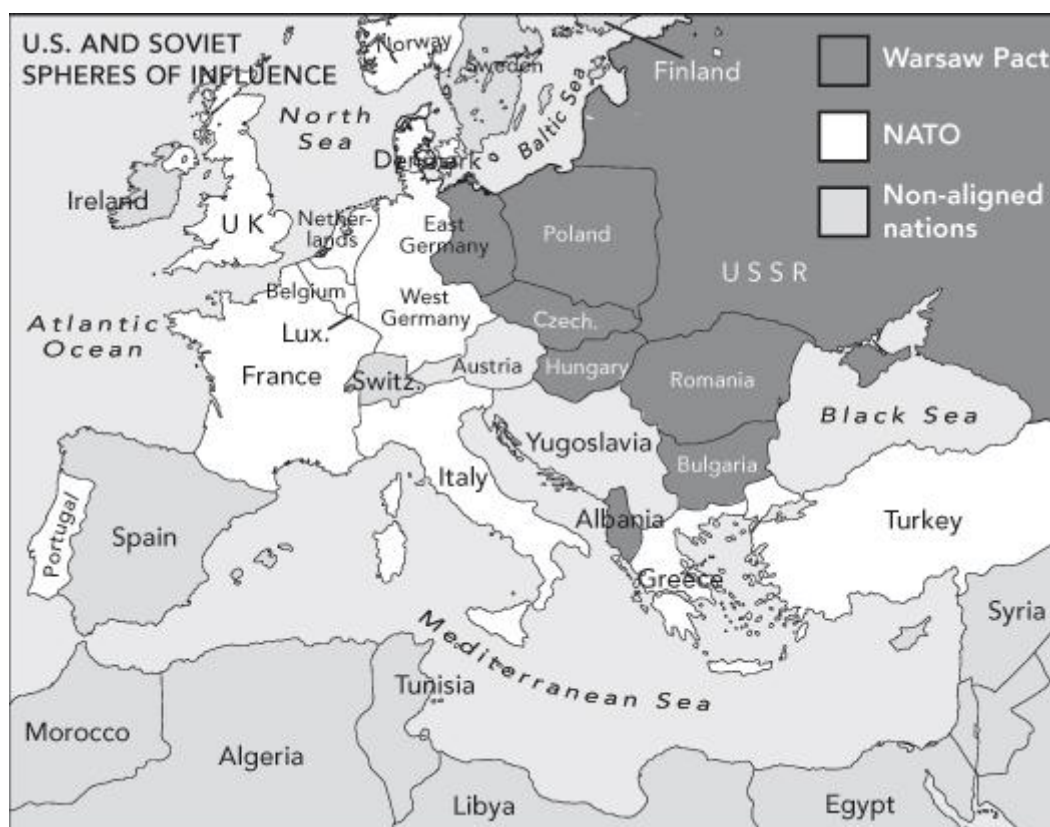 U.S. AND SOVIET
SPHERES OF INFLUENCE
Norway
Sweden
Finland
Warsaw Pact
NATO
Non-aligned
nations
North
Sea
Baltic Sea
Denmark
Ireland
UK
Nether-
lands
East
Germany
Poland
USSR
Belgium
West
Germany
Lux.
Czech.
Atlantic
Ocean
France
Switz.
Austria
Hungary
Romania
Black Sea
Yugoslavia
Bulgaria
Italy
Albania
Portugal
Spain
Greece
Turkey
Syria
Mediterranean Sea
Tunisia
Morocco
Algeria
Libya
Egypt